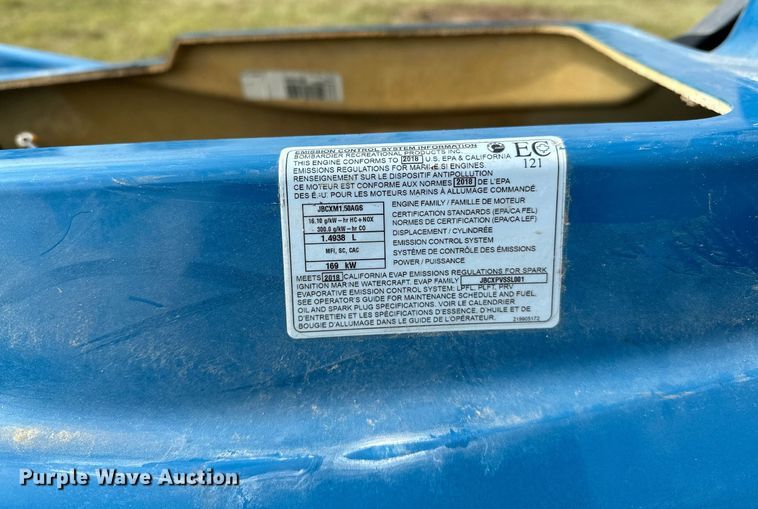 EMISSION CONTROL SYSTEM INFORMATION
BOMBARDIER RECREATIONAL PRODUCTS INC.
THIS ENGINE CONFORMS TO 2018 U.S. EPA & CALIFORNIA
EMISSIONS REGULATIONS FOR MARINE SI ENGINES.
RENSEIGNEMENT SUR LE DISPOSITIF ANTIPOLLUTION
CE MOTEUR EST CONFORME AUX NORMES 2018 DE L'EPA
DES É.-U. POUR LES MOTEURS MARINS À ALLUMAGE COMMANDÉ.
EC
121
JBCXM1.50AGS ENGINE FAMILY / FAMILLE DE MOTEUR
16.10 g/kW-hr HC+NOX CERTIFICATION STANDARDS (EPA/CA FEL)
300.0 g/kW-hr CO NORMES DE CERTIFICATION (EPA/CA LEF)
1.4938 L DISPLACEMENT / CYLINDRÉE
MFI, SC, CAC EMISSION CONTROL SYSTEM
SYSTÈME DE CONTRÔLE DES ÉMISSIONS
169 kW POWER / PUISSANCE
MEETS 2018 CALIFORNIA EVAP EMISSIONS REGULATIONS FOR SPARK
IGNITION MARINE WATERCRAFT. EVAP FAMILY JBCXPVSSL001
EVAPORATIVE EMISSION CONTROL SYSTEM: LPFL, PLFT, PRV
SEE OPERATOR'S GUIDE FOR MAINTENANCE SCHEDULE AND FUEL,
OIL AND SPARK PLUG SPECIFICATIONS. VOIR LE CALENDRIER
D'ENTRETIEN ET LES SPÉCIFICATIONS D'ESSENCE, D'HUILE ET DE
BOUGIE D'ALLUMAGE DANS LE GUIDE DE L'OPÉRATEUR.
219905172
Purple Wave Auction